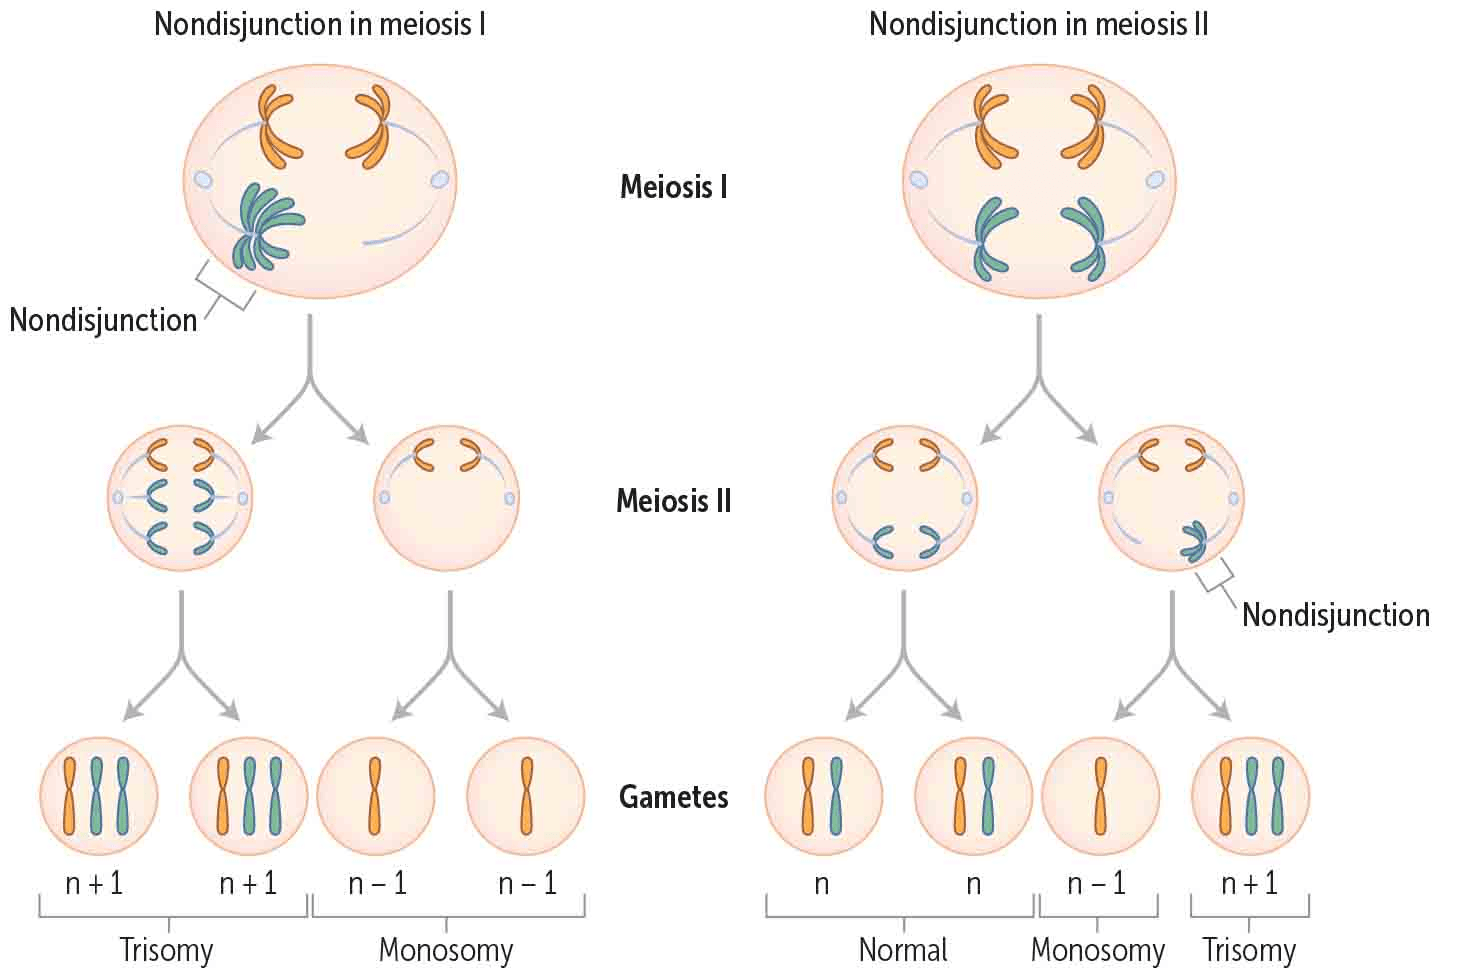 Nondisjunction in meiosis I
Nondisjunction in meiosis II
Meiosis I
Nondisjunction
Meiosis II
Nondisjunction
Gametes
n + 1
n + 1
n – 1
n – 1
n
n
n – 1
n + 1
Trisomy
Monosomy
Normal
Monosomy
Trisomy